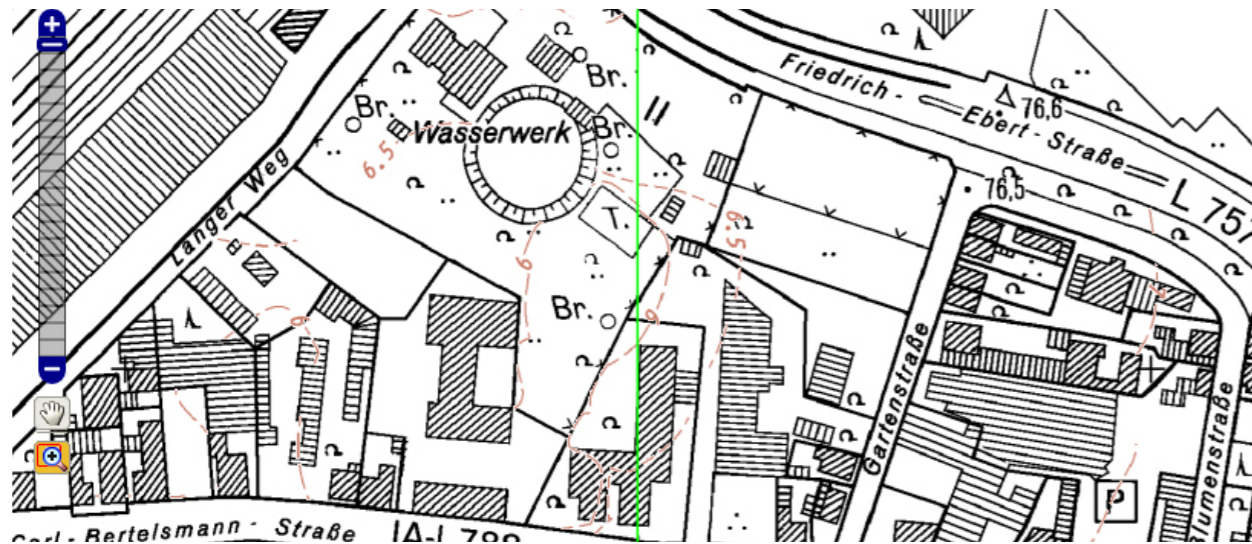 Friedrich -
Ebert - Straße
76,6
L 757
76,5
Br.
Br.
Br.
Wasserwerk
6.5
6.5
Langer Weg
T.
9
Br.
6
6
Gartenstraße
Blumenstraße
P
Carl - Bertelsmann - Straße